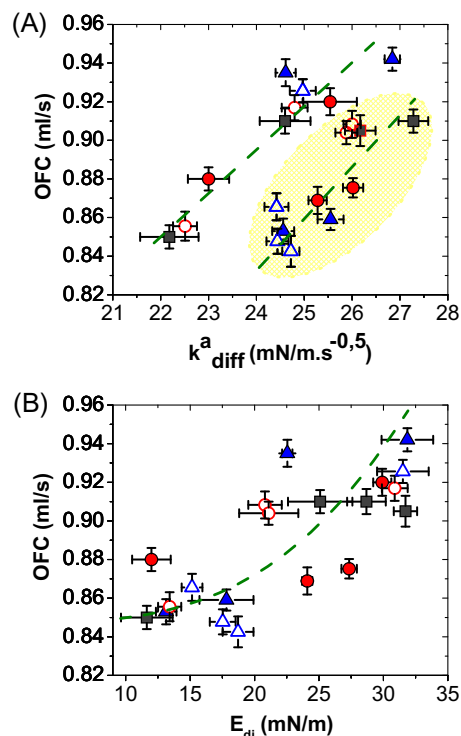 (A)
0.96
0.94
0.92
0.90
0.88
0.86
0.84
0.82
OFC (ml/s)
21 22 23 24 25 26 27 28
k^a_diff (mN/m.s^-0,5)
(B)
0.96
0.94
0.92
0.90
0.88
0.86
0.84
0.82
OFC (ml/s)
10 15 20 25 30 35
E_di (mN/m)